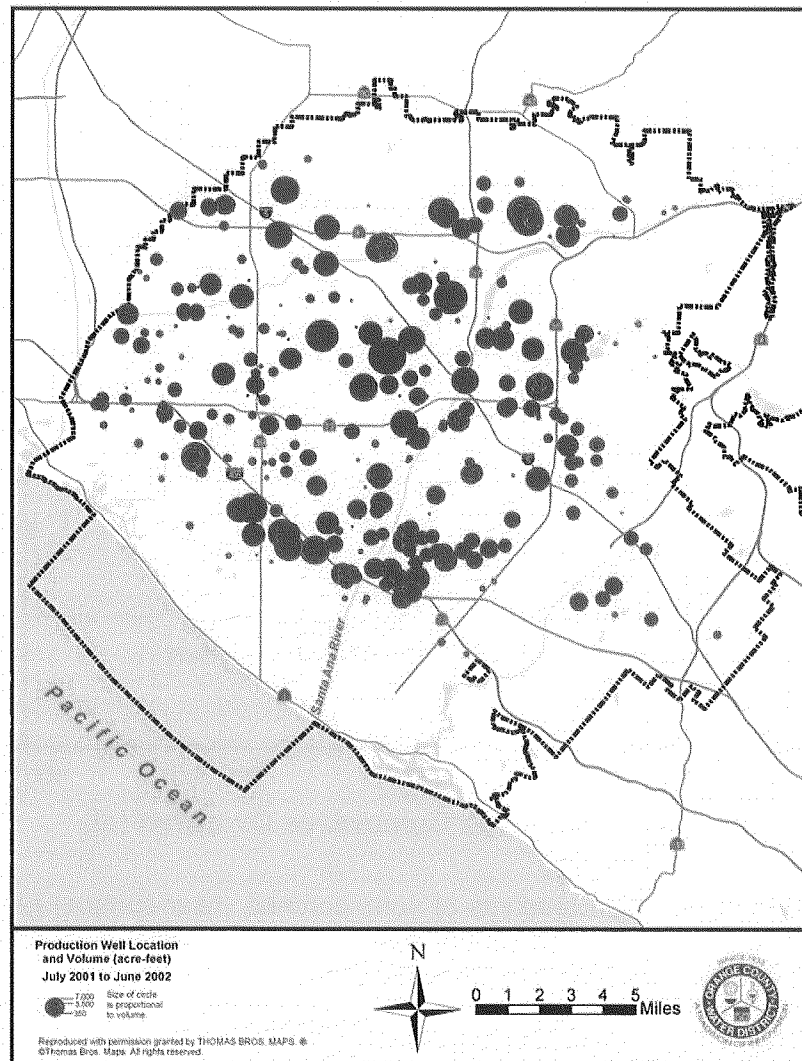 Pacific Ocean
Santa Ana River
Production Well Location
and Volume (acre-feet)
July 2001 to June 2002
7,000
350
Size of circle
is proportional
to volume.
N
0 1 2 3 4 5 Miles
ORANGE COUNTY
WATER DISTRICT
Reproduced with permission granted by THOMAS BROS. MAPS. ®
©Thomas Bros. Maps. All rights reserved.